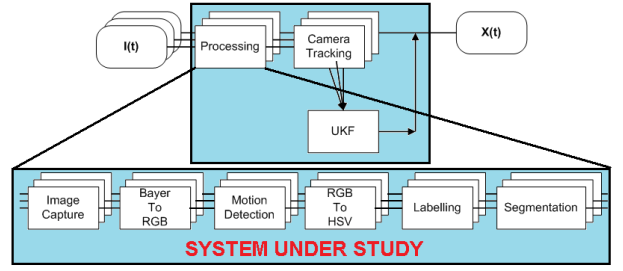 I(t)
Processing
Camera
Tracking
X(t)
UKF
Image
Capture
Bayer
To
RGB
Motion
Detection
RGB
To
HSV
Labelling
Segmentation
SYSTEM UNDER STUDY